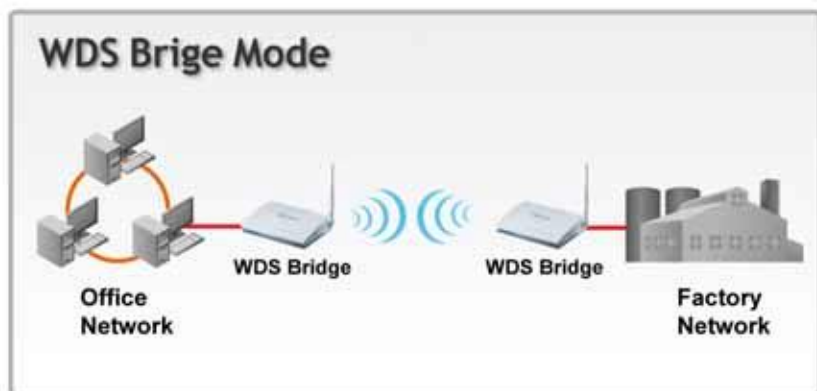 WDS Brige Mode
WDS Bridge
WDS Bridge
Office
Network
Factory
Network